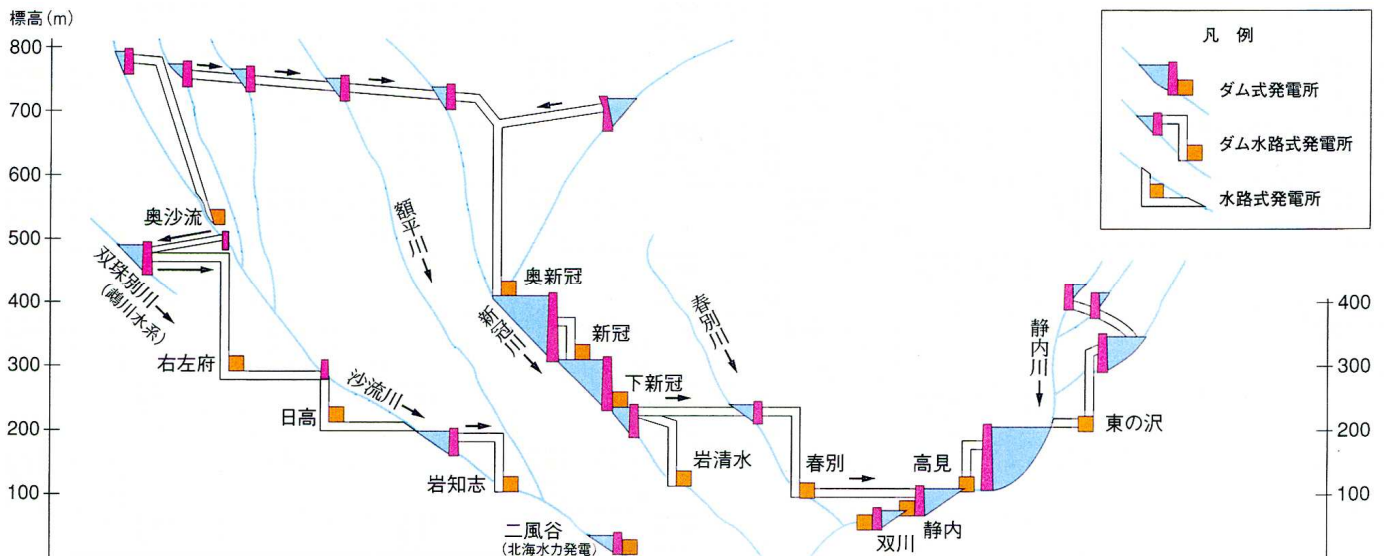 標高(m)
800
700
600
500
400
300
200
100
奥沙流
双珠別川
(鵡川水系)
右左府
日高
沙流川
岩知志
二風谷
(北海水力発電)
額平川
奥新冠
新冠川
新冠
下新冠
岩清水
春別川
春別
高見
静内
双川
静内川
東の沢
400
300
200
100
凡 例
ダム式発電所
ダム水路式発電所
水路式発電所